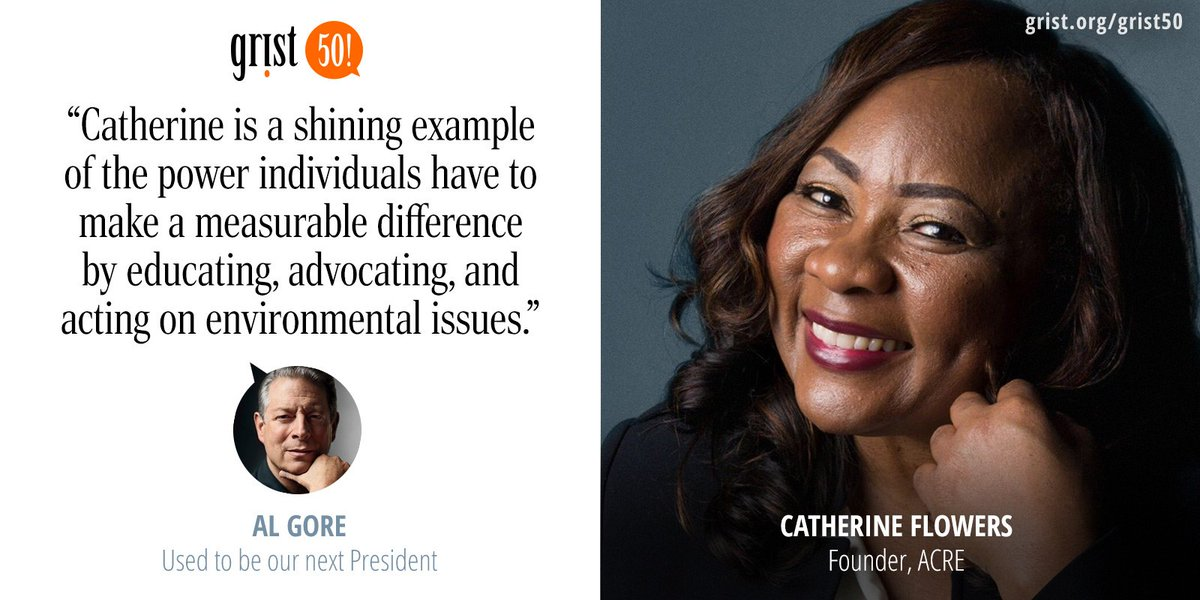 grist 50!
“Catherine is a shining example
of the power individuals have to
make a measurable difference
by educating, advocating, and
acting on environmental issues.”
AL GORE
Used to be our next President
grist.org/grist50
CATHERINE FLOWERS
Founder, ACRE